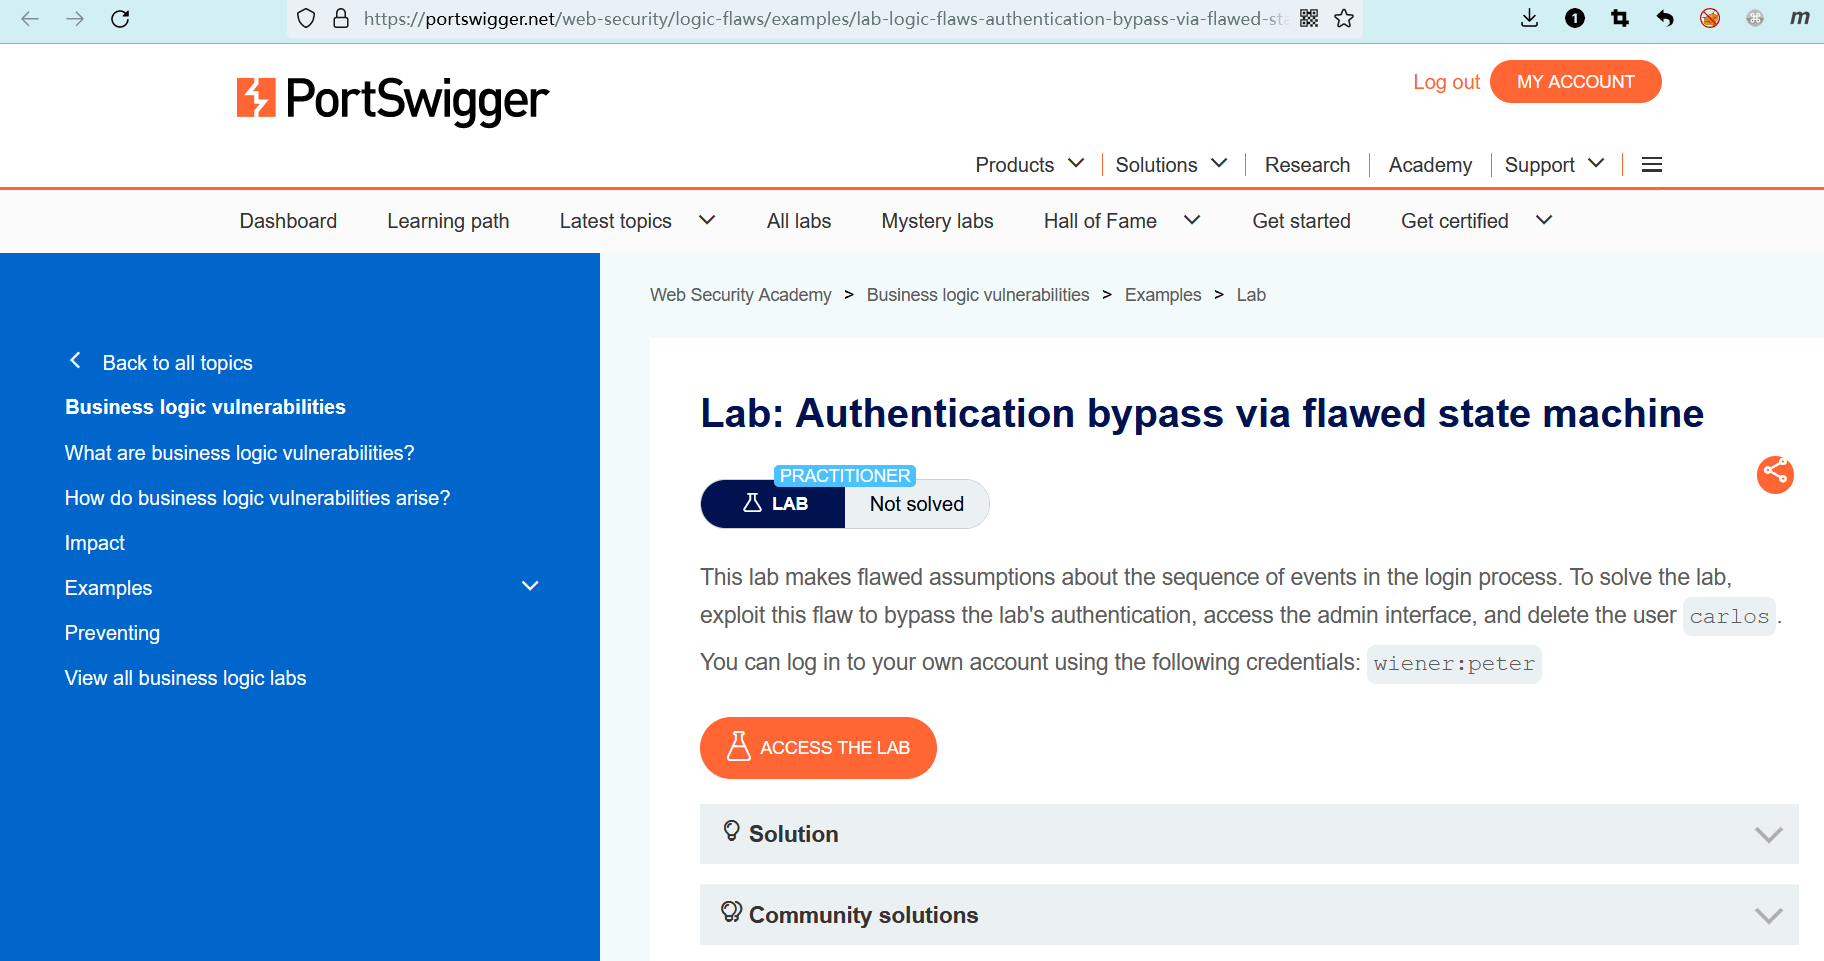 https://portswigger.net/web-security/logic-flaws/examples/lab-logic-flaws-authentication-bypass-via-flawed-sta
1
m
PortSwigger
Log out
MY ACCOUNT
Products
Solutions
Research
Academy
Support
Dashboard
Learning path
Latest topics
All labs
Mystery labs
Hall of Fame
Get started
Get certified
Web Security Academy > Business logic vulnerabilities > Examples > Lab
Back to all topics
Business logic vulnerabilities
What are business logic vulnerabilities?
How do business logic vulnerabilities arise?
Impact
Examples
Preventing
View all business logic labs
Lab: Authentication bypass via flawed state machine
PRACTITIONER
LAB
Not solved
This lab makes flawed assumptions about the sequence of events in the login process. To solve the lab,
exploit this flaw to bypass the lab's authentication, access the admin interface, and delete the user carlos.
You can log in to your own account using the following credentials: wiener:peter
ACCESS THE LAB
Solution
Community solutions